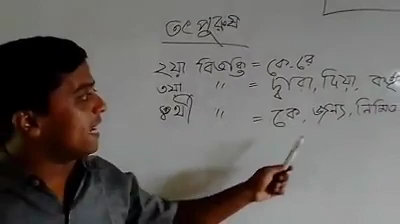 তৎপুরুষ
২য়া বিভক্তি = কে, রে
৩য়া " = দ্বারা, দিয়া,
৪র্থী " = কে, জন্য, নিমিত্ত